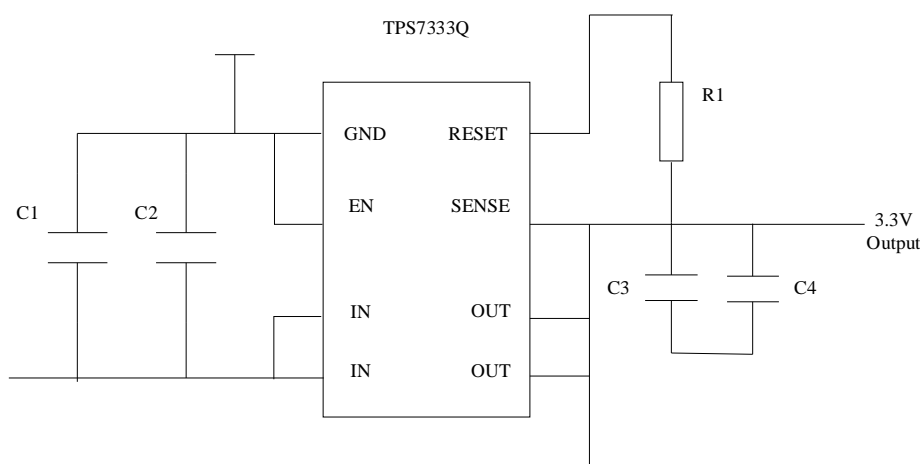 TPS7333Q
R1
GND
RESET
C1
C2
EN
SENSE
3.3V
Output
C3
C4
IN
OUT
IN
OUT